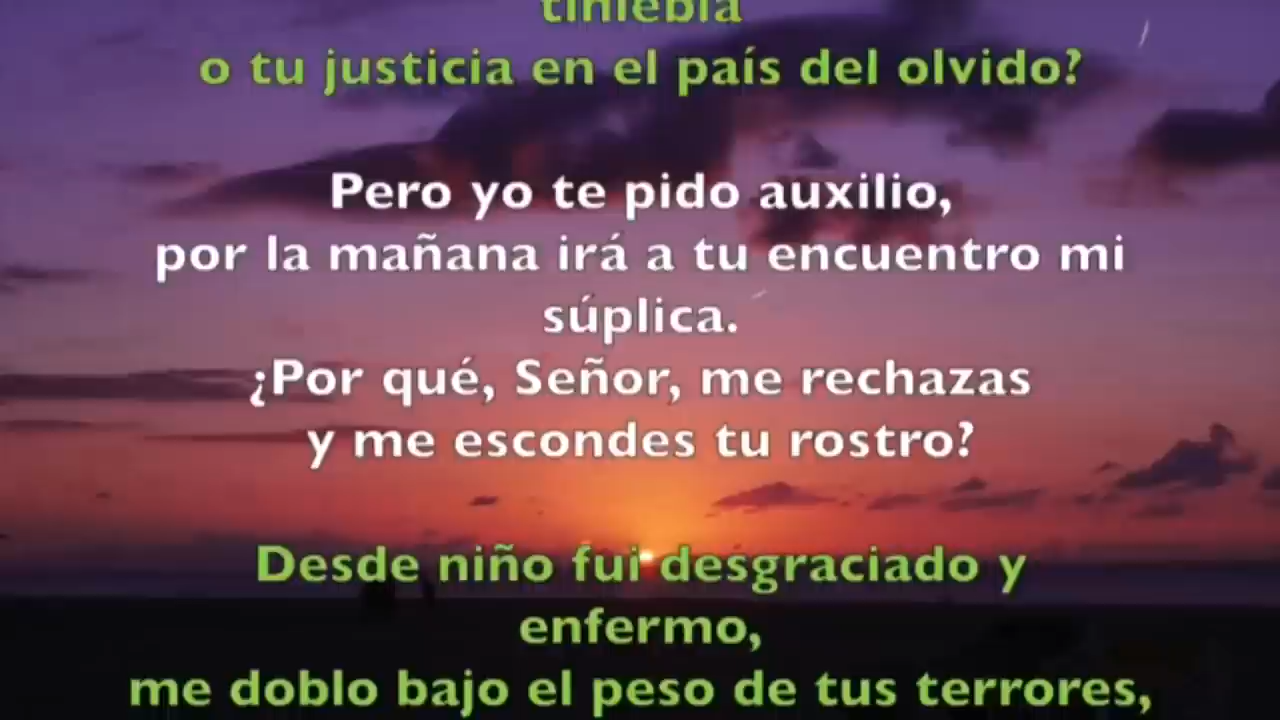 tiniebla
o tu justicia en el país del olvido?
Pero yo te pido auxilio,
por la mañana irá a tu encuentro mi
súplica.
¿Por qué, Señor, me rechazas
y me escondes tu rostro?
Desde niño fui desgraciado y
enfermo,
me doblo bajo el peso de tus terrores,